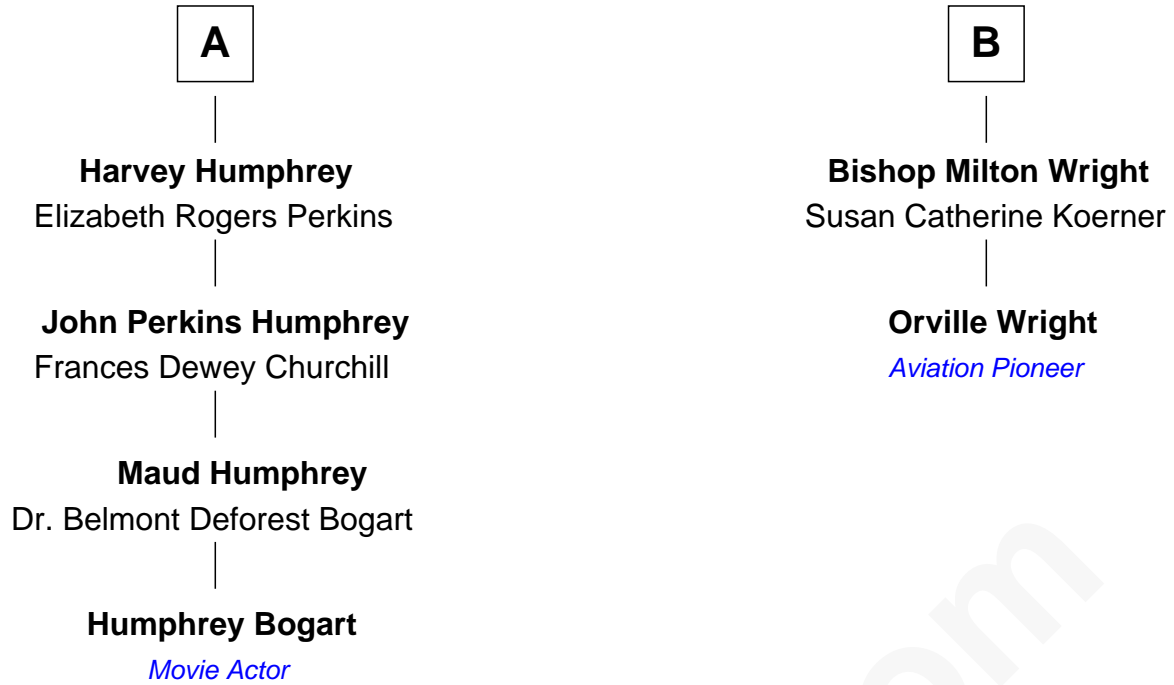 A
Harvey Humphrey
Elizabeth Rogers Perkins
John Perkins Humphrey
Frances Dewey Churchill
Maud Humphrey
Dr. Belmont Deforest Bogart
Humphrey Bogart
Movie Actor
B
Bishop Milton Wright
Susan Catherine Koerner
Orville Wright
Aviation Pioneer
om